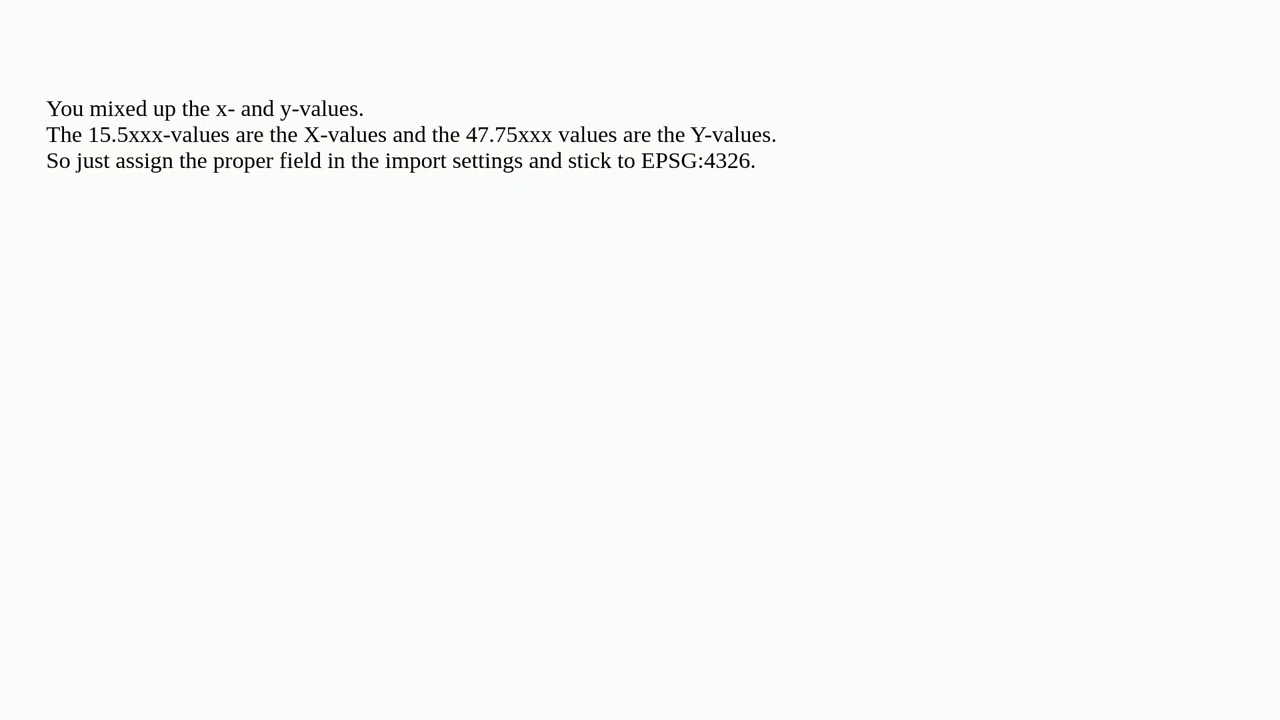 You mixed up the x- and y-values.
The 15.5xxx-values are the X-values and the 47.75xxx values are the Y-values.
So just assign the proper field in the import settings and stick to EPSG:4326.